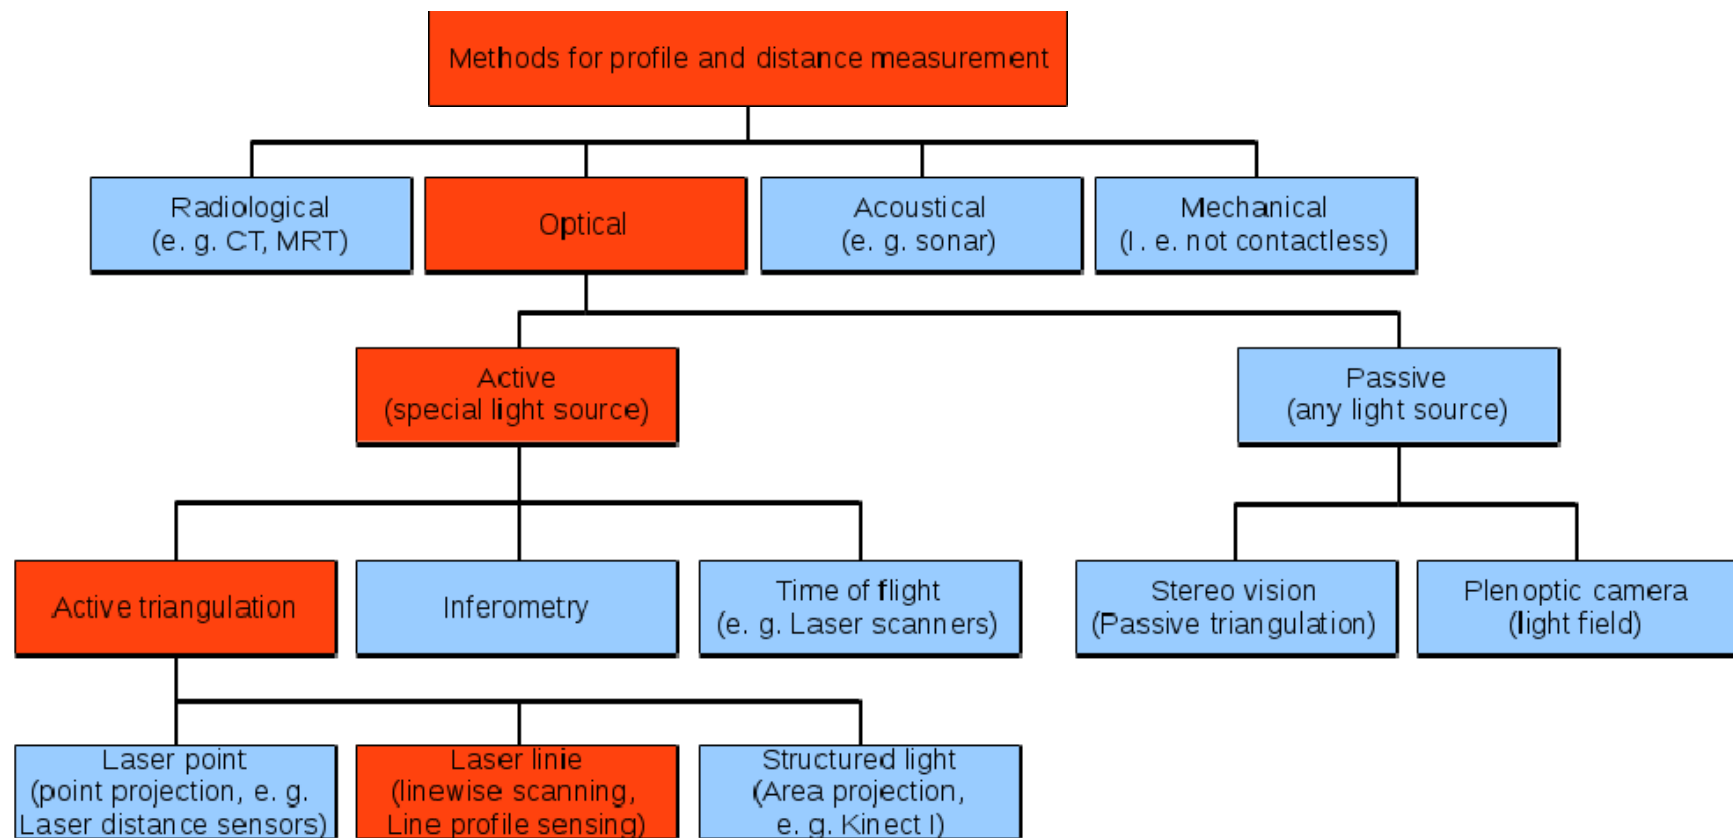 Methods for profile and distance measurement
Radiological
(e. g. CT, MRT)
Optical
Acoustical
(e. g. sonar)
Mechanical
(I. e. not contactless)
Active
(special light source)
Passive
(any light source)
Active triangulation
Inferometry
Time of flight
(e. g. Laser scanners)
Stereo vision
(Passive triangulation)
Plenoptic camera
(light field)
Laser point
(point projection, e. g.
Laser distance sensors)
Laser linie
(linewise scanning,
Line profile sensing)
Structured light
(Area projection,
e. g. Kinect I)